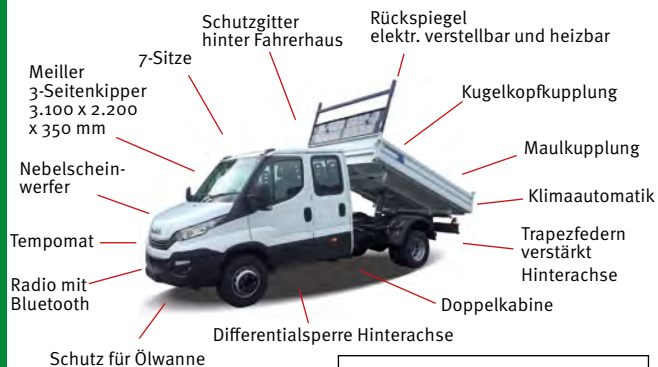 Schutzgitter
hinter Fahrerhaus
Rückspiegel
elektr. verstellbar und heizbar
7-Sitze
Meiller
3-Seitenkipper
3.100 x 2.200
x 350 mm
Kugelkopfkupplung
Maulkupplung
Nebelschein-
werfer
Klimaautomatik
Tempomat
Trapezfedern
verstärkt
Hinterachse
Radio mit
Bluetooth
Doppelkabine
Differentialsperre Hinterachse
Schutz für Ölwanne